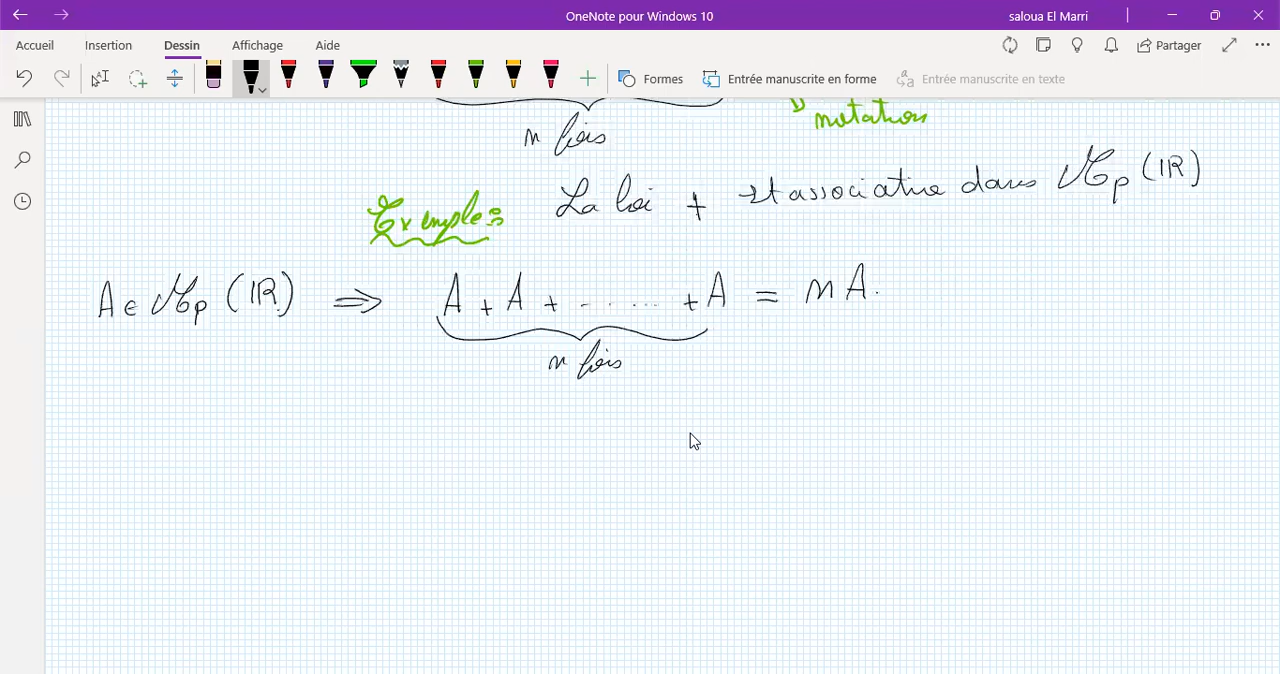 OneNote pour Windows 10
saloua El Marri
Accueil Insertion Dessin Affichage Aide
Partager
Formes Entrée manuscrite en forme Entrée manuscrite en texte
n fois
notation
Exemples La loi + est associative dans 𝓜p(IR)
A ∈ 𝓜p(IR) ⟹ A + A + ........ + A = nA.
n fois